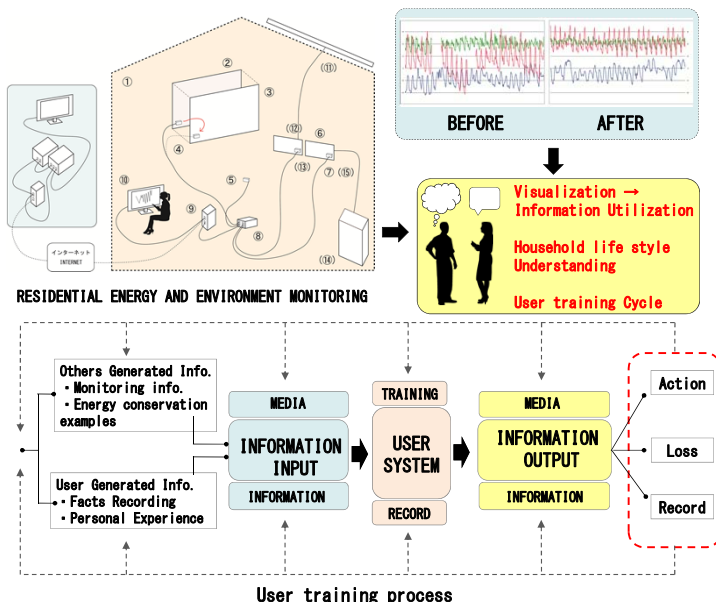 ①
②
③
④
⑤
⑥
⑦
⑧
⑨
⑩
(⑪)
(⑫)
(⑬)
(⑭)
(⑮)
インターネット
INTERNET
RESIDENTIAL ENERGY AND ENVIRONMENT MONITORING
BEFORE
AFTER
Visualization →
Information Utilization
Household life style
Understanding
User training Cycle
Others Generated Info.
・Monitoring info.
・Energy conservation
examples
User Generated Info.
・Facts Recording
・Personal Experience
MEDIA
INFORMATION
INPUT
INFORMATION
TRAINING
USER
SYSTEM
RECORD
MEDIA
INFORMATION
OUTPUT
INFORMATION
Action
Loss
Record
User training process